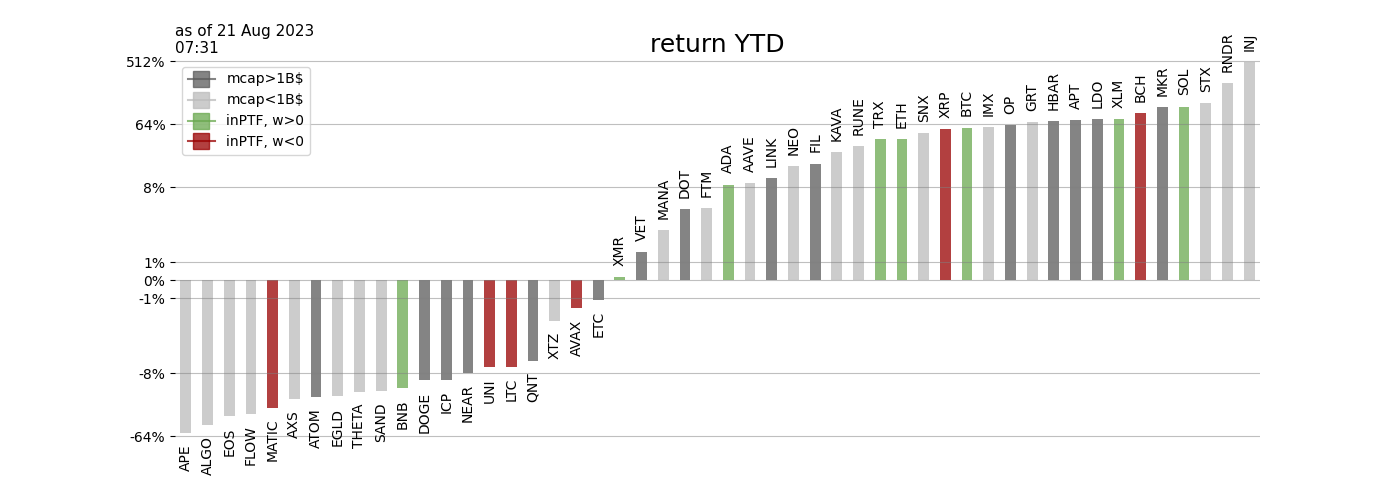 as of 21 Aug 2023
07:31
return YTD
512%
64%
8%
1%
0%
-1%
-8%
-64%
mcap>1B$
mcap<1B$
inPTF, w>0
inPTF, w<0
APE
ALGO
EOS
FLOW
MATIC
AXS
ATOM
EGLD
THETA
SAND
BNB
DOGE
ICP
NEAR
UNI
LTC
QNT
XTZ
AVAX
ETC
XMR
VET
MANA
DOT
FTM
ADA
AAVE
LINK
NEO
FIL
KAVA
RUNE
TRX
ETH
SNX
XRP
BTC
IMX
OP
GRT
HBAR
APT
LDO
XLM
BCH
MKR
SOL
STX
RNDR
INJ